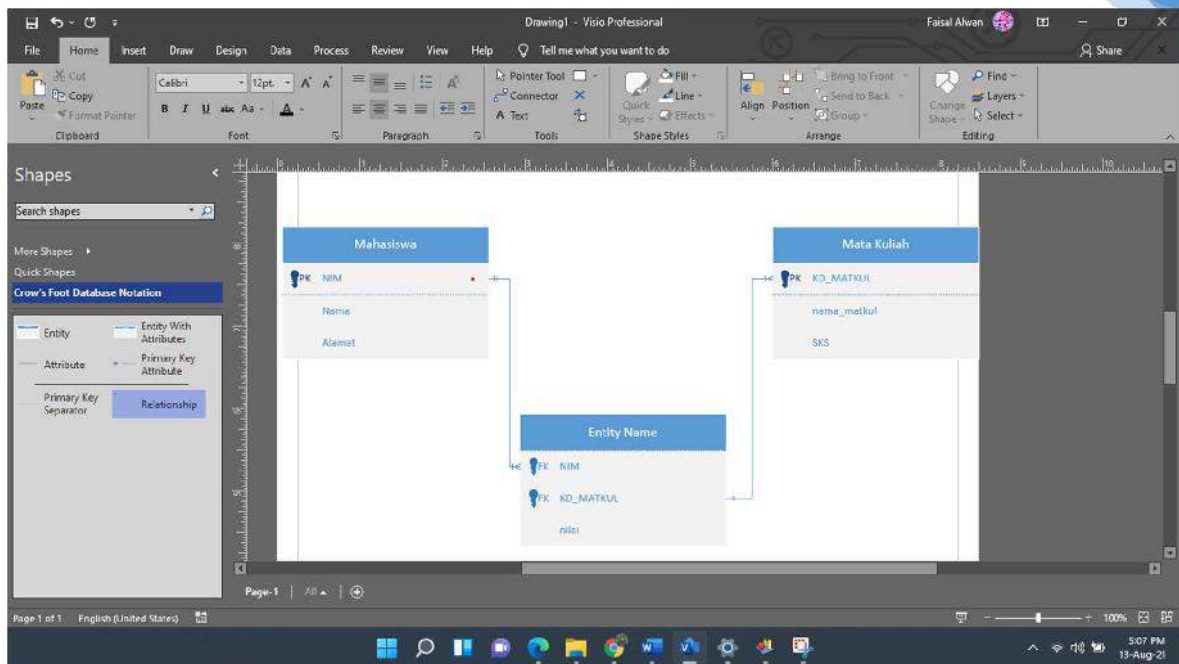 Drawing1 - Visio Professional
Faisal Alwan
File Home Insert Draw Design Data Process Review View Help Tell me what you want to do
Share
Paste
Cut
Copy
Format Painter
Clipboard
Calibri 12pt.
B I U abc Aa A
Font
Paragraph
Pointer Tool
Connector
A Text
Tools
Quick Styles
Fill
Line
Effects
Shape Styles
Align
Position
Bring to Front
Send to Back
Group
Arrange
Change Shape
Find
Layers
Select
Editing
Shapes
Search shapes
More Shapes
Quick Shapes
Crow's Foot Database Notation
Entity
Entity With Attributes
Attribute
Primary Key Attribute
Primary Key Separator
Relationship
Mahasiswa
PK NIM
Nama
Alamat
Mata Kuliah
PK KD_MATKUL
nama_matkul
SKS
Entity Name
FK NIM
FK KD_MATKUL
nilai
Page-1 All
Page 1 of 1 English (United States)
100%
5:07 PM
13-Aug-21